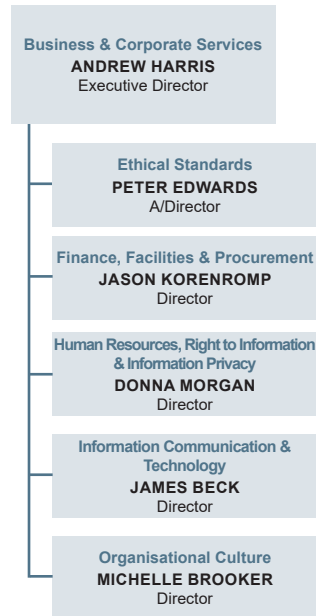 Business & Corporate Services
ANDREW HARRIS
Executive Director
Ethical Standards
PETER EDWARDS
A/Director
Finance, Facilities & Procurement
JASON KORENROMP
Director
Human Resources, Right to Information
& Information Privacy
DONNA MORGAN
Director
Information Communication &
Technology
JAMES BECK
Director
Organisational Culture
MICHELLE BROOKER
Director